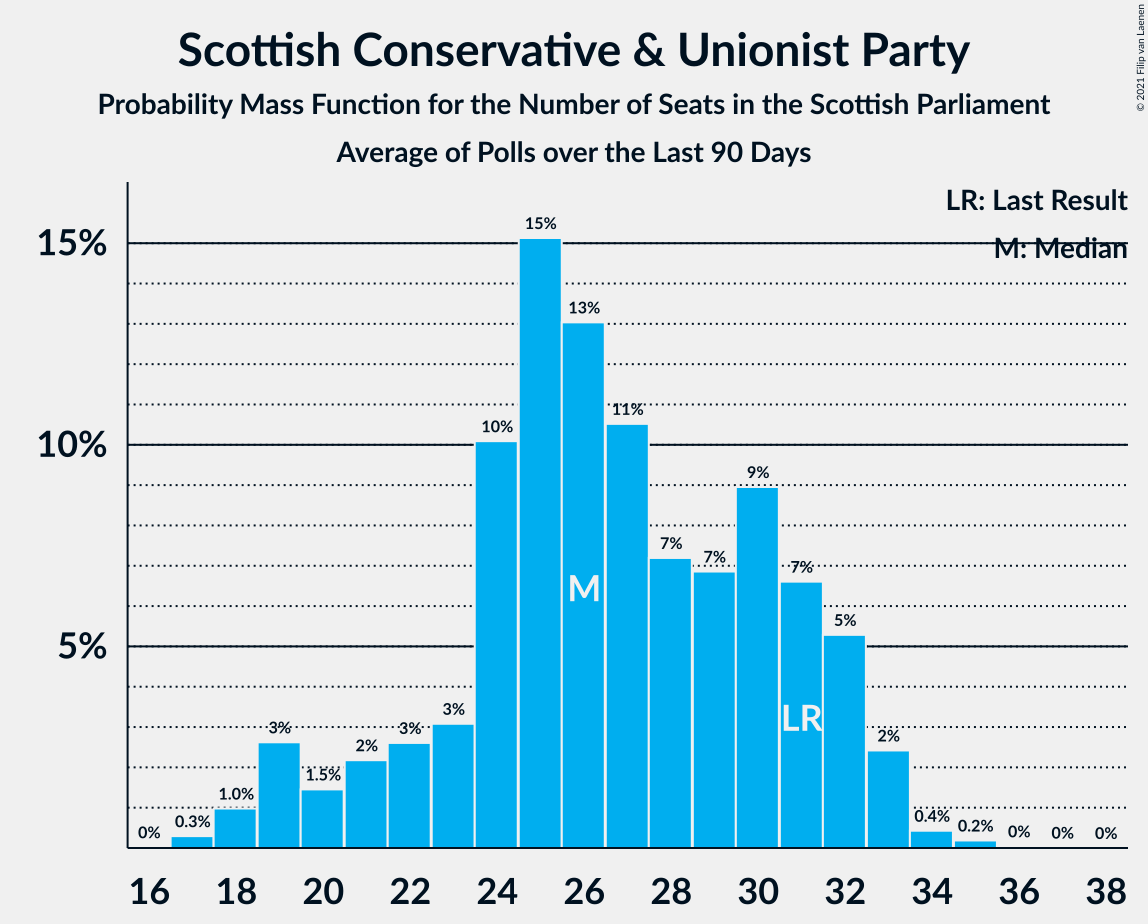 Scottish Conservative & Unionist Party
Probability Mass Function for the Number of Seats in the Scottish Parliament
Average of Polls over the Last 90 Days
© 2021 Filip van Laenen
LR: Last Result
M: Median
15%
10%
5%
0%
0.3%
1.0%
3%
1.5%
2%
3%
3%
10%
15%
13%
11%
7%
7%
9%
7%
5%
2%
0.4%
0.2%
0%
0%
0%
M
LR
16 18 20 22 24 26 28 30 32 34 36 38